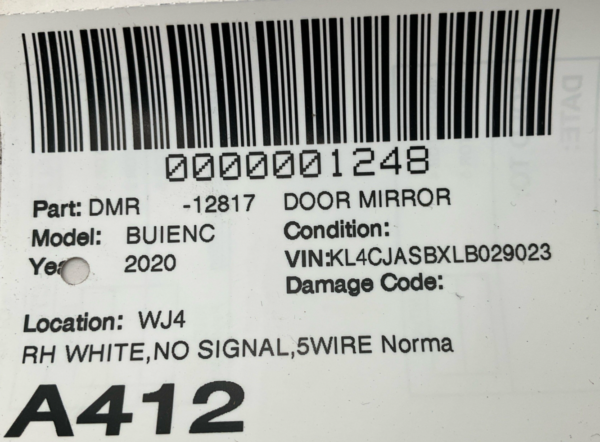 0000001248
Part: DMR -12817 DOOR MIRROR
Model: BUIENC Condition:
2020 VIN:KL4CJASBXLB029023
Damage Code:
Location: WJ4
RH WHITE,NO SIGNAL,5WIRE Norma
A412